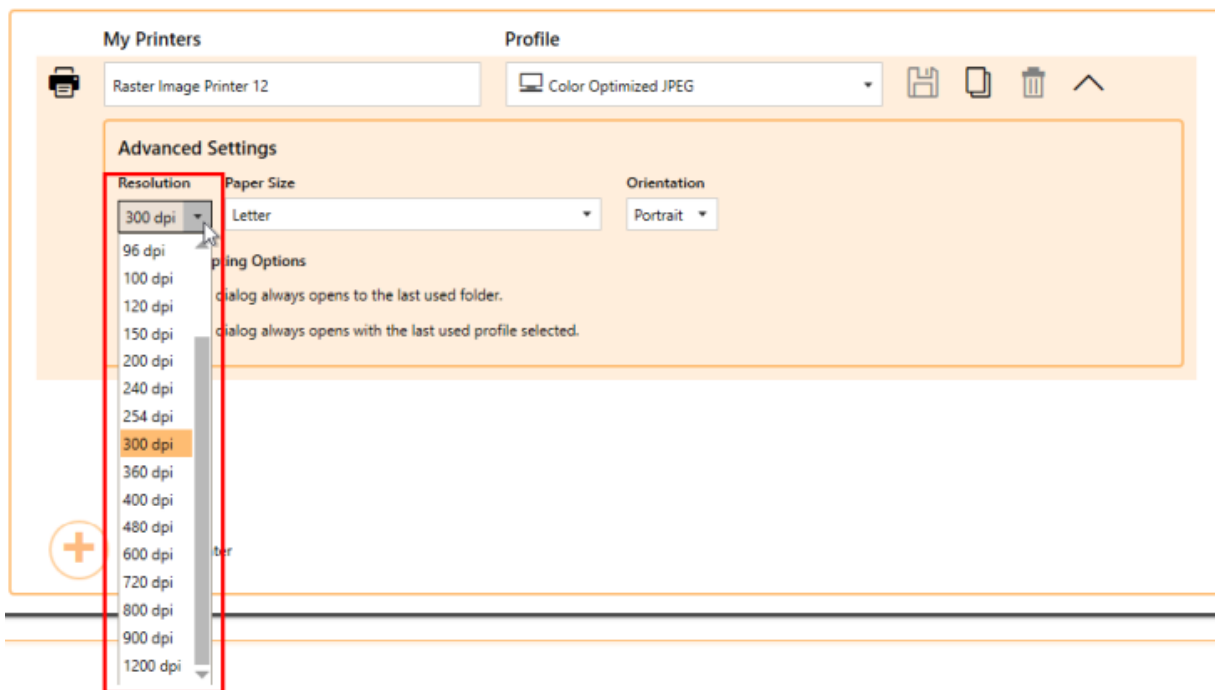 My Printers Profile
Raster Image Printer 12 Color Optimized JPEG
Advanced Settings
Resolution Paper Size Orientation
300 dpi Letter Portrait
96 dpi
Options
100 dpi
dialog always opens to the last used folder.
120 dpi
150 dpi
dialog always opens with the last used profile selected.
200 dpi
240 dpi
254 dpi
300 dpi
360 dpi
400 dpi
480 dpi
600 dpi
720 dpi
800 dpi
900 dpi
1200 dpi